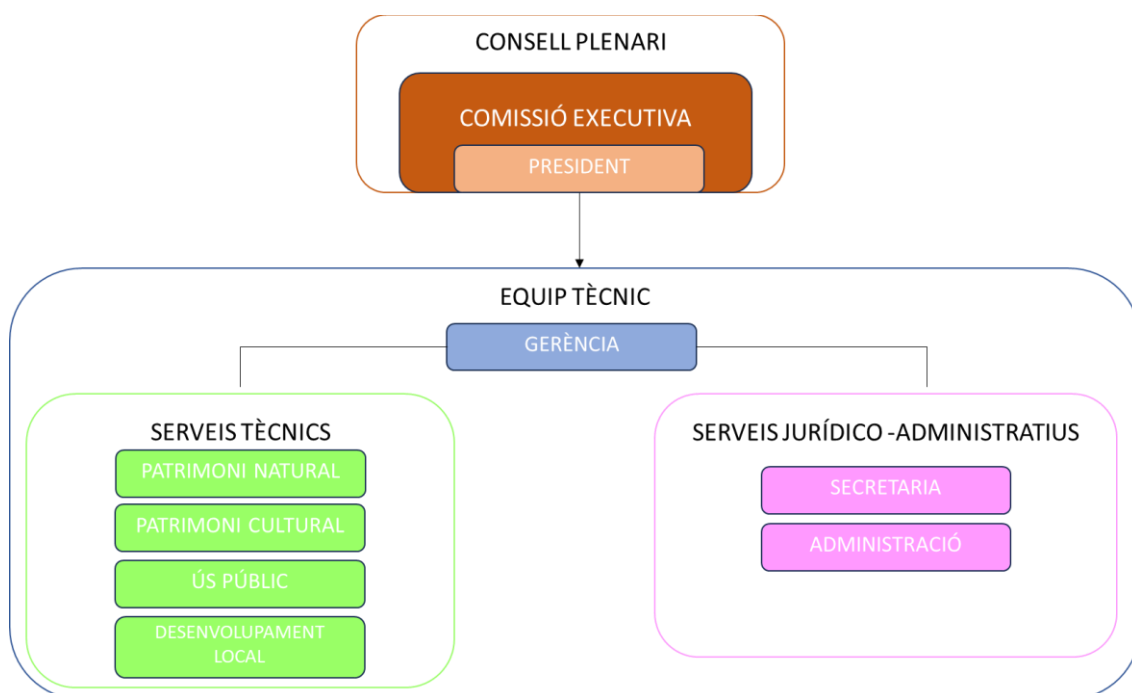 CONSELL PLENARI
COMISSIÓ EXECUTIVA
PRESIDENT
EQUIP TÈCNIC
GERÈNCIA
SERVEIS TÈCNICS
PATRIMONI NATURAL
PATRIMONI CULTURAL
ÚS PÚBLIC
DESENVOLUPAMENT
LOCAL
SERVEIS JURÍDICO -ADMINISTRATIUS
SECRETARIA
ADMINISTRACIÓ